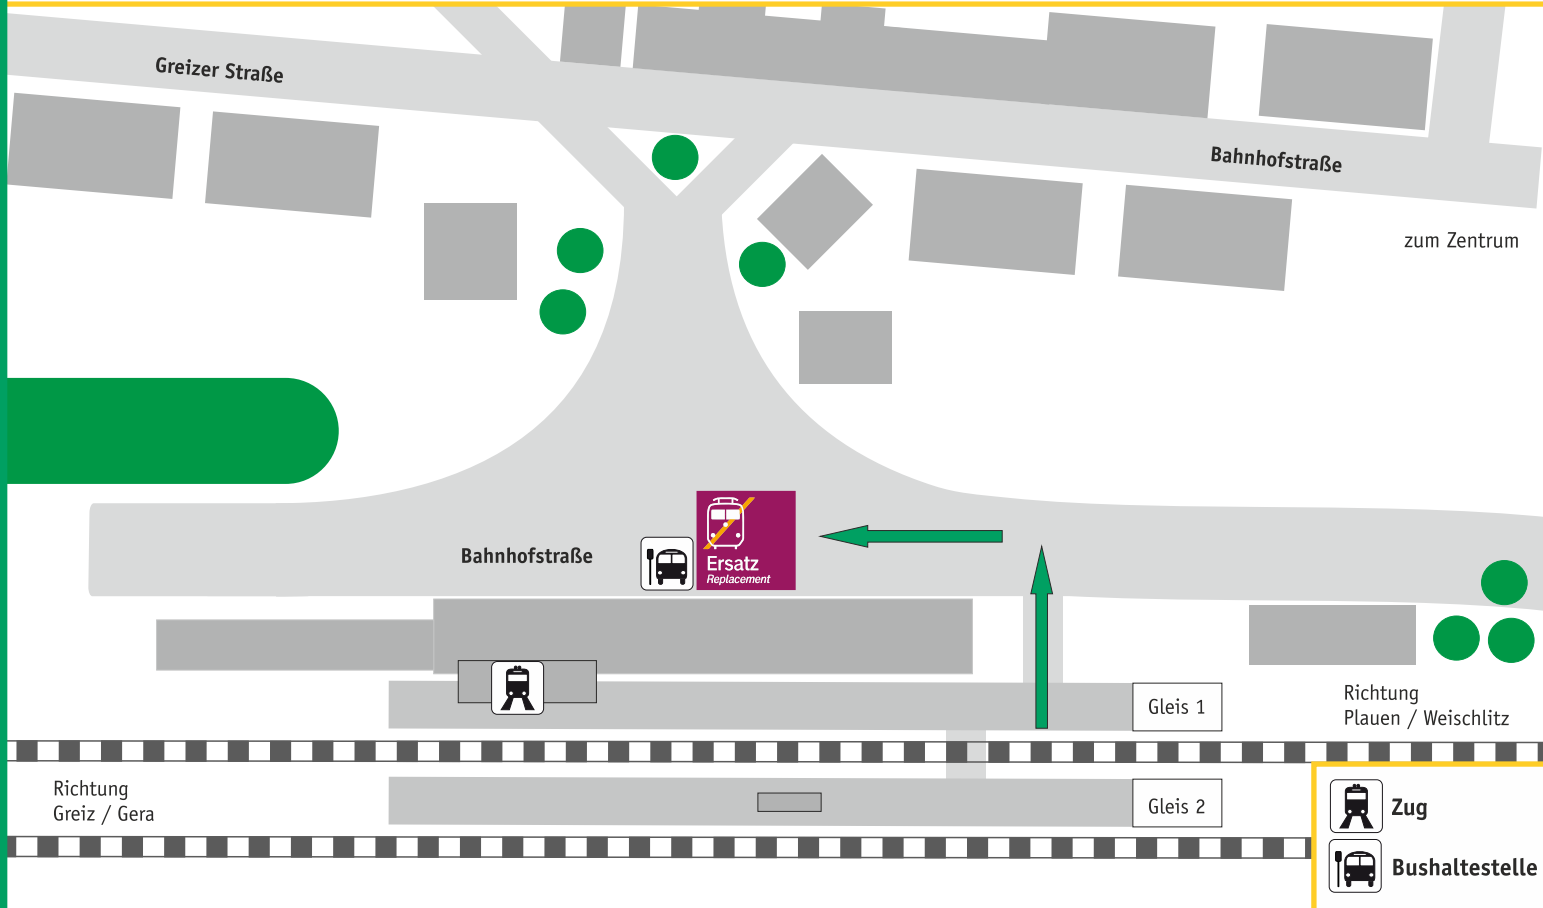 Greizer Straße
Bahnhofstraße
zum Zentrum
Bahnhofstraße
Ersatz
Replacement
Gleis 1
Richtung
Plauen / Weischlitz
Richtung
Greiz / Gera
Gleis 2
Zug
Bushaltestelle